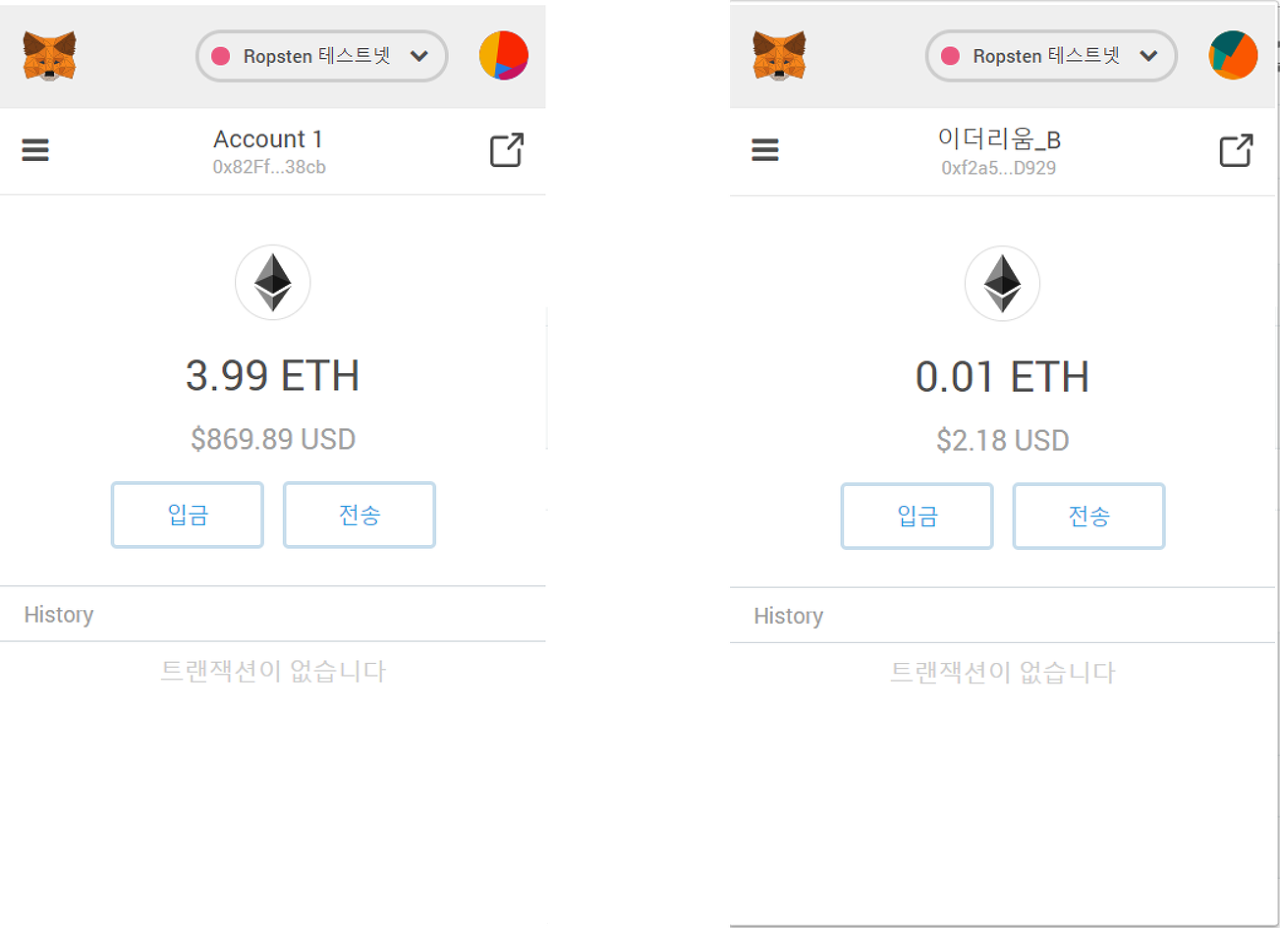 Ropsten 테스트넷
Account 1
0x82Ff...38cb
3.99 ETH
$869.89 USD
입금
전송
History
트랜잭션이 없습니다
Ropsten 테스트넷
이더리움_B
0xf2a5...D929
0.01 ETH
$2.18 USD
입금
전송
History
트랜잭션이 없습니다